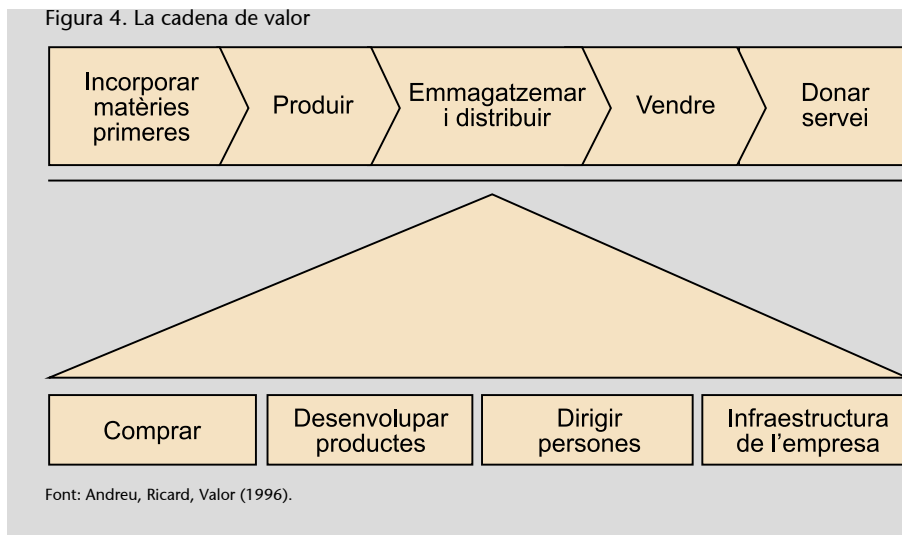 Figura 4. La cadena de valor
Incorporar
matèries
primeres
Produir
Emmagatzemar
i distribuir
Vendre
Donar
servei
Comprar
Desenvolupar
productes
Dirigir
persones
Infraestructura
de l'empresa
Font: Andreu, Ricard, Valor (1996).